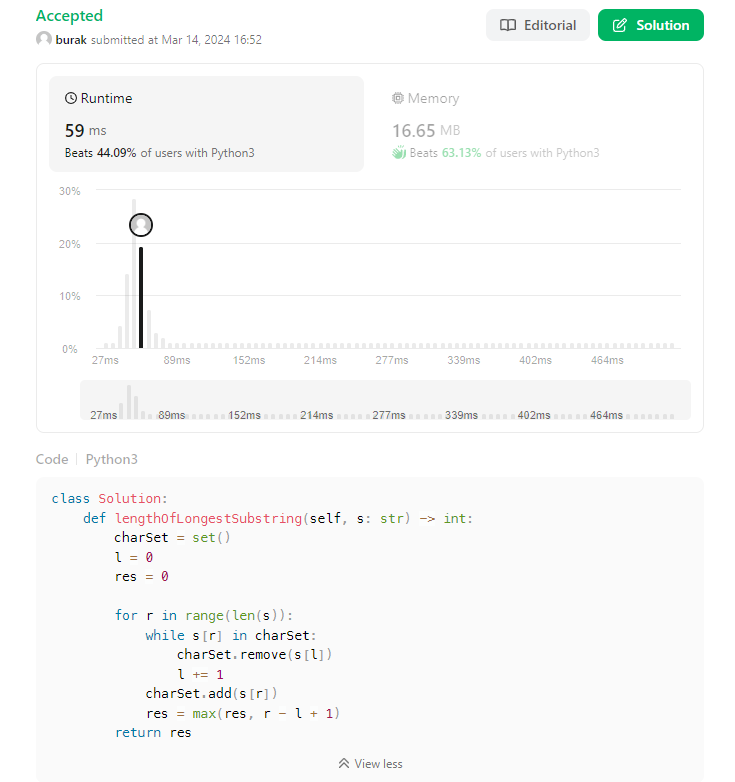 Accepted
burak submitted at Mar 14, 2024 16:52
Editorial
Solution
Runtime
59 ms
Beats 44.09% of users with Python3
Memory
16.65 MB
Beats 63.13% of users with Python3
30%
20%
10%
0%
27ms 89ms 152ms 214ms 277ms 339ms 402ms 464ms
27ms 89ms 152ms 214ms 277ms 339ms 402ms 464ms
Code | Python3
class Solution:
    def lengthOfLongestSubstring(self, s: str) -> int:
        charSet = set()
        l = 0
        res = 0

        for r in range(len(s)):
            while s[r] in charSet:
                charSet.remove(s[l])
                l += 1
            charSet.add(s[r])
            res = max(res, r - l + 1)
        return res
View less